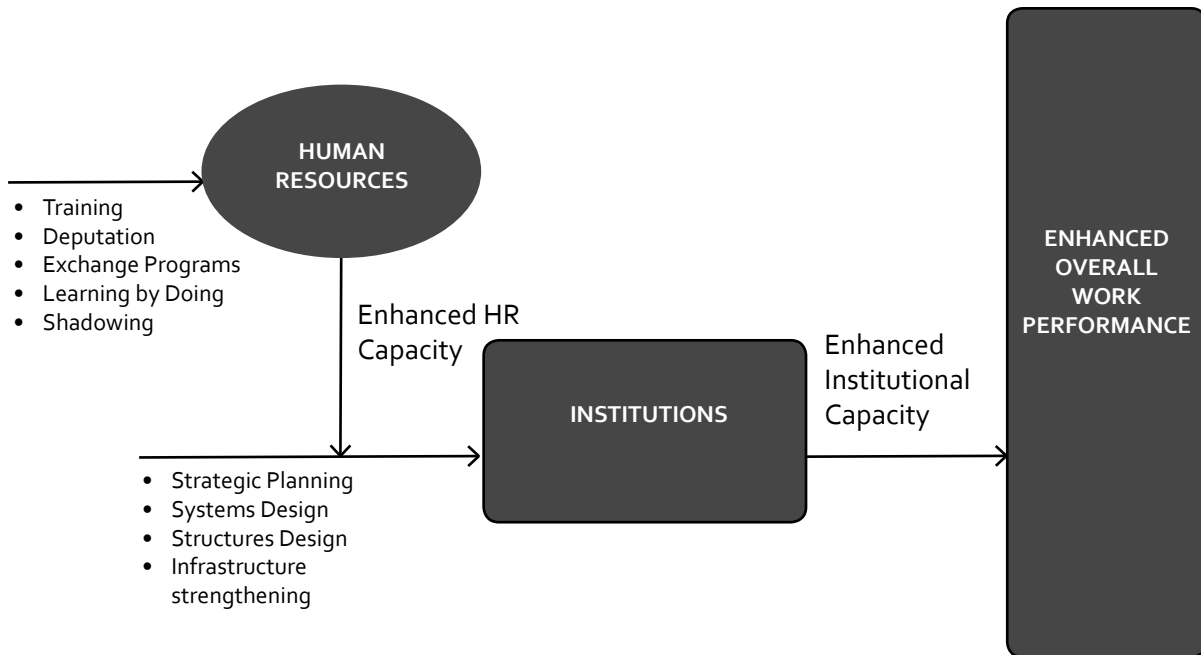 HUMAN
RESOURCES
• Training
• Deputation
• Exchange Programs
• Learning by Doing
• Shadowing
Enhanced HR
Capacity
• Strategic Planning
• Systems Design
• Structures Design
• Infrastructure
strengthening
INSTITUTIONS
Enhanced
Institutional
Capacity
ENHANCED
OVERALL
WORK
PERFORMANCE